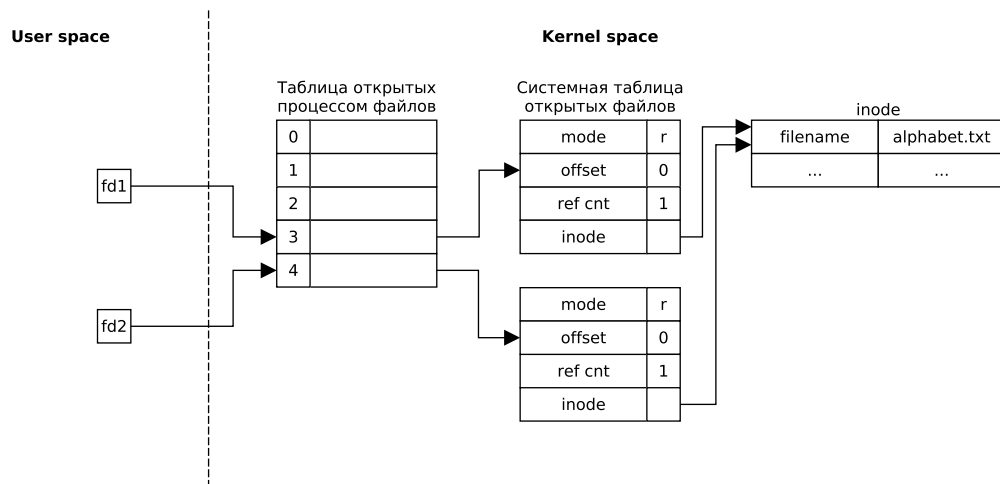 User space
Kernel space
Таблица открытых
процессом файлов
Системная таблица
открытых файлов
inode
0
1
2
3
4
fd1
fd2
mode r
offset 0
ref cnt 1
inode
mode r
offset 0
ref cnt 1
inode
filename alphabet.txt
... ...